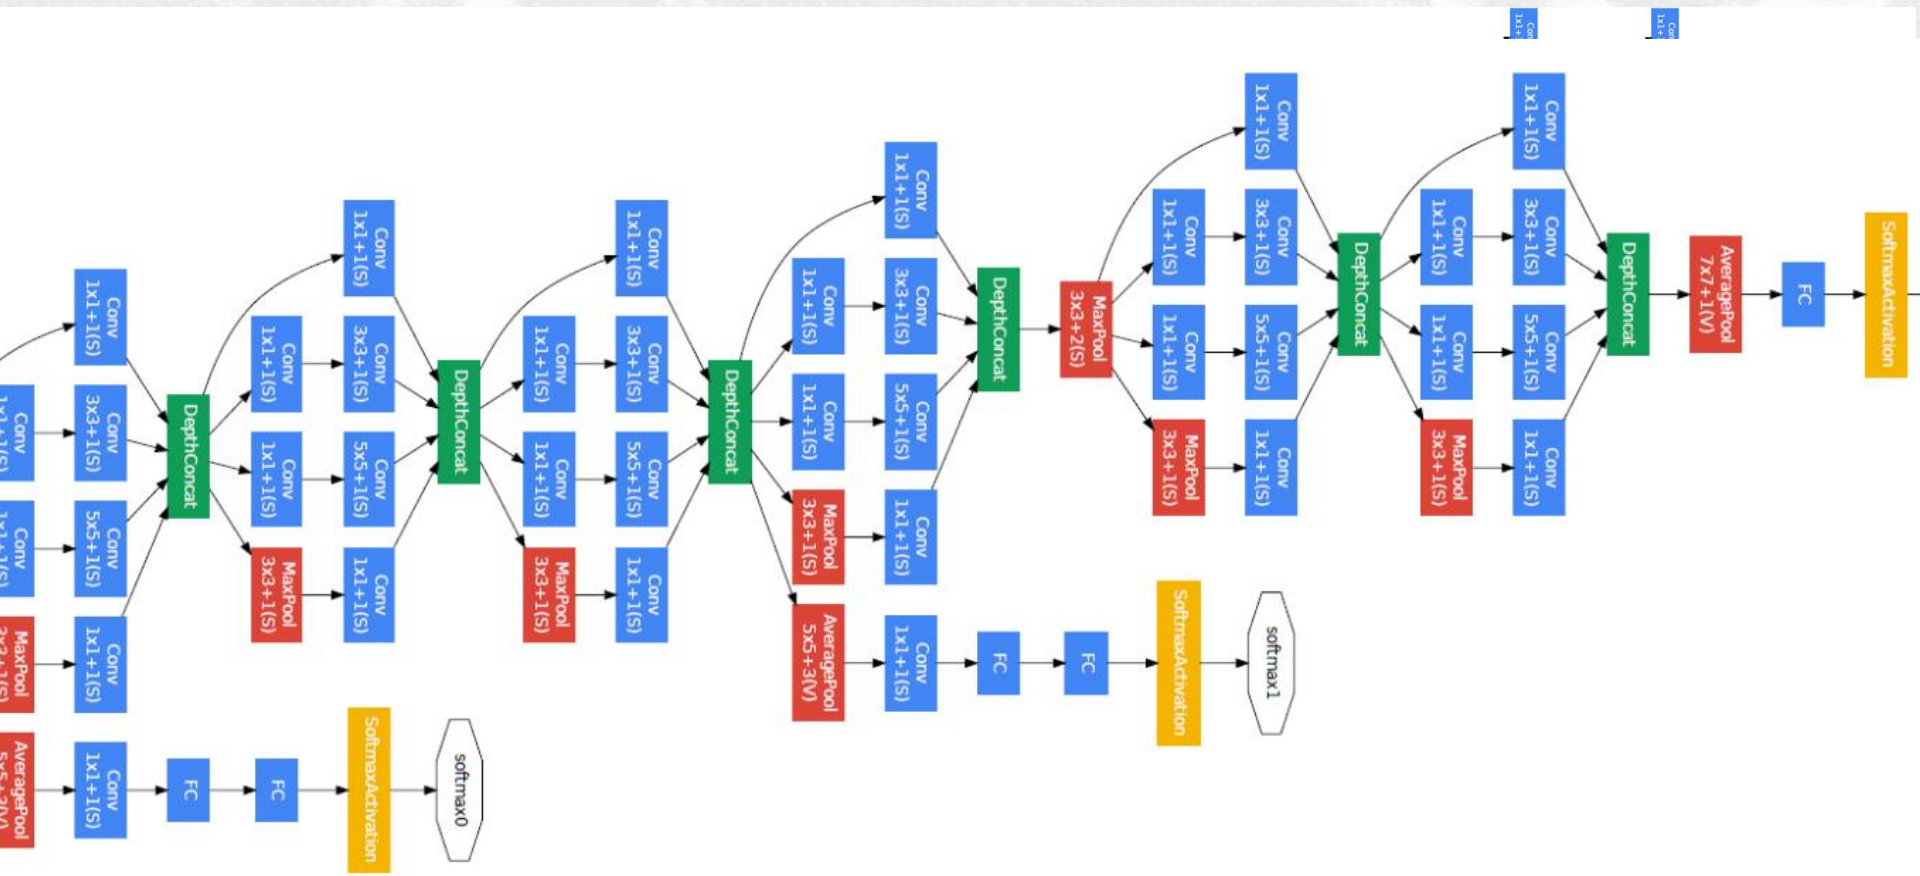 Conv
Conv
MaxPool
AveragePool
Conv
1x1+1(S)
Conv
3x3+1(S)
Conv
5x5+1(S)
Conv
1x1+1(S)
Conv
1x1+1(S)
DepthConcat
FC
Conv
1x1+1(S)
Conv
1x1+1(S)
MaxPool
3x3+1(S)
FC
Conv
1x1+1(S)
Conv
3x3+1(S)
Conv
5x5+1(S)
Conv
1x1+1(S)
SoftmaxActivation
DepthConcat
softmax0
Conv
1x1+1(S)
Conv
1x1+1(S)
MaxPool
3x3+1(S)
Conv
1x1+1(S)
Conv
3x3+1(S)
Conv
5x5+1(S)
Conv
1x1+1(S)
DepthConcat
Conv
1x1+1(S)
Conv
1x1+1(S)
MaxPool
3x3+1(S)
AveragePool
5x5+3(V)
Conv
1x1+1(S)
Conv
3x3+1(S)
Conv
5x5+1(S)
Conv
1x1+1(S)
Conv
1x1+1(S)
DepthConcat
FC
MaxPool
3x3+2(S)
FC
Conv
1x1+1(S)
Conv
1x1+1(S)
MaxPool
3x3+1(S)
SoftmaxActivation
Conv
1x1+1(S)
Conv
3x3+1(S)
Conv
5x5+1(S)
Conv
1x1+1(S)
softmax1
DepthConcat
Conv
1x1+1(S)
Conv
1x1+1(S)
MaxPool
3x3+1(S)
Conv
1x1+1(S)
Conv
3x3+1(S)
Conv
5x5+1(S)
Conv
1x1+1(S)
DepthConcat
AveragePool
7x7+1(V)
FC
SoftmaxActivation